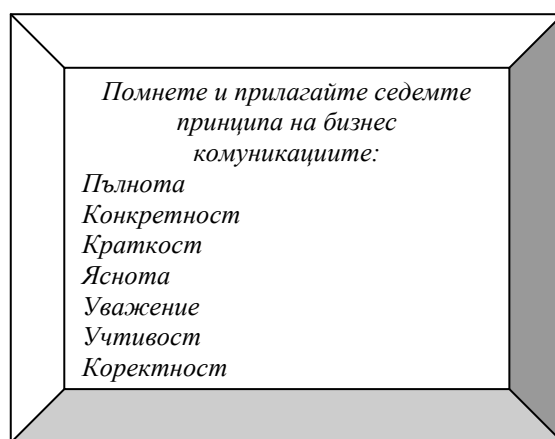 Помнете и прилагайте седемте
принципа на бизнес
комуникациите:
Пълнота
Конкретност
Краткост
Яснота
Уважение
Учтивост
Коректност